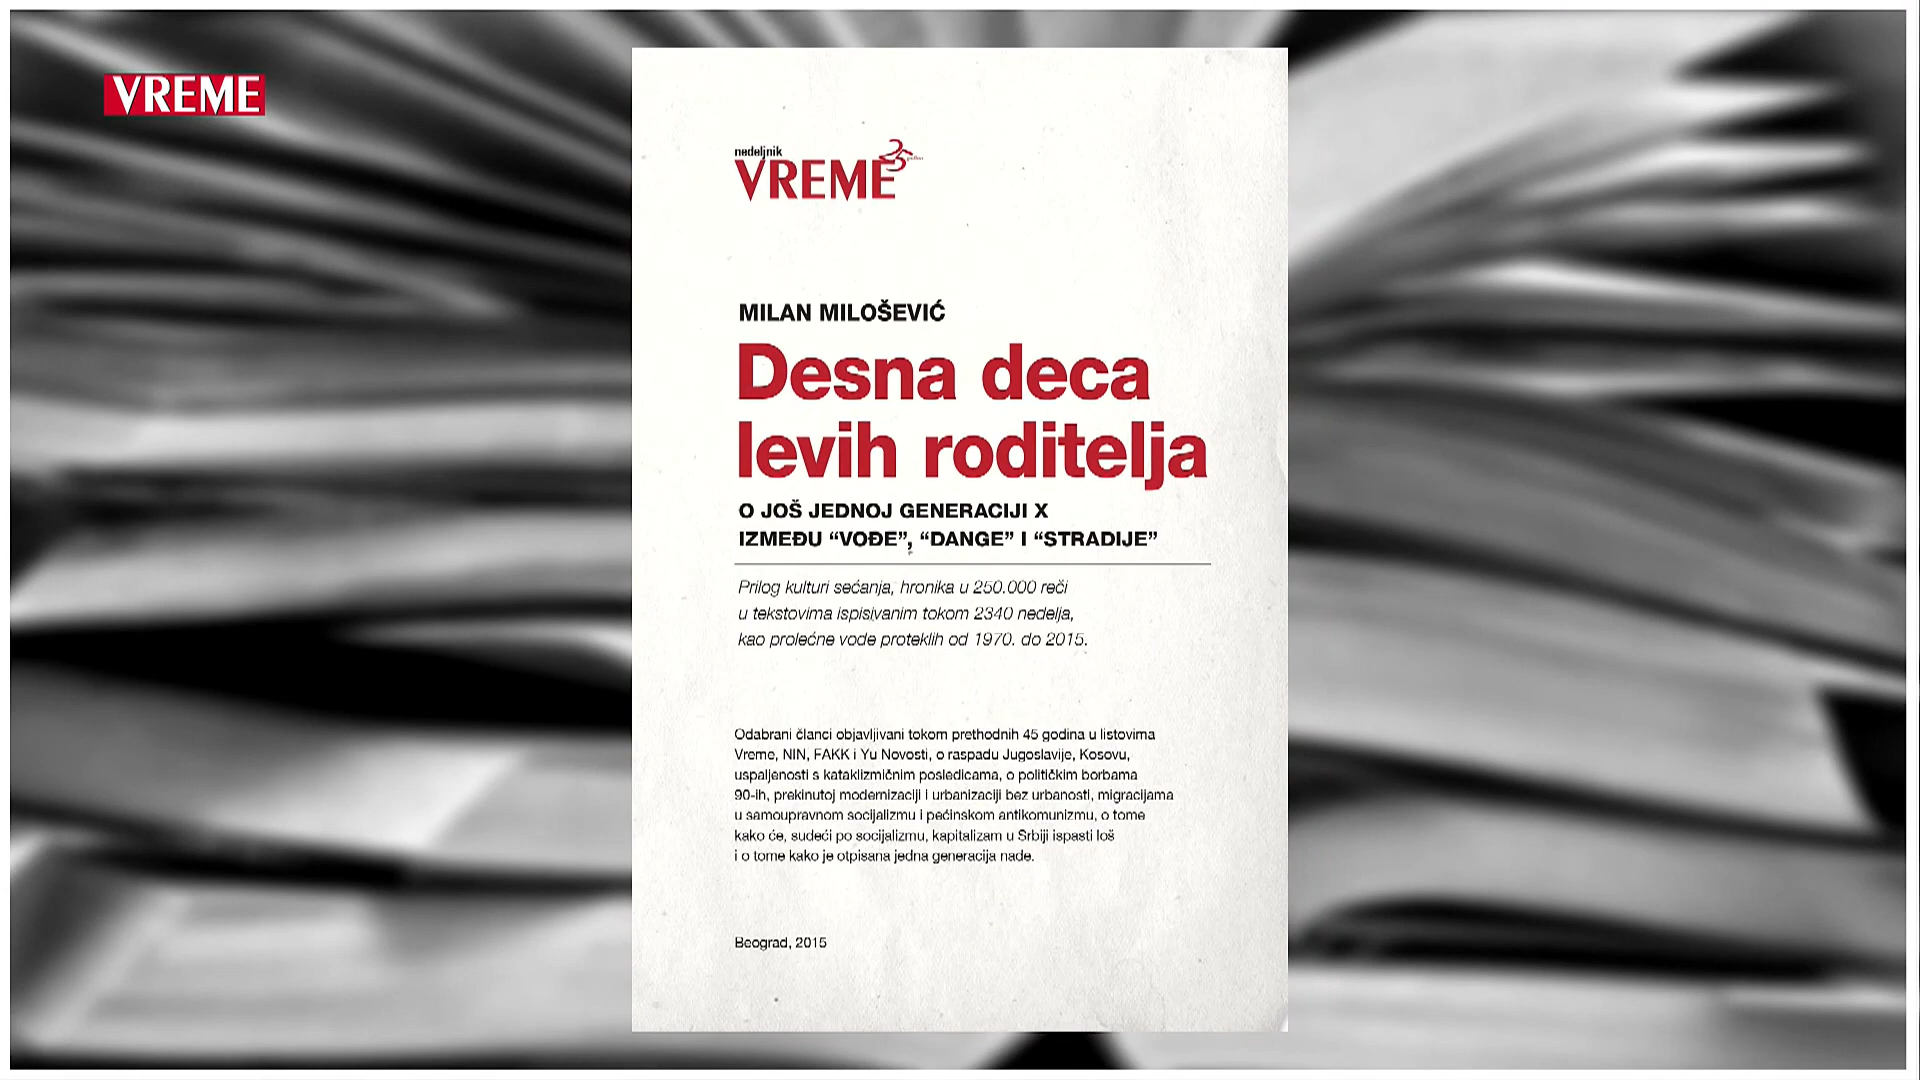 VREME
nedeljnik
VREME 25
MILAN MILOŠEVIĆ
Desna deca
levih roditelja
O JOŠ JEDNOJ GENERACIJI X
IZMEĐU “VOĐE”, “DANGE” I “STRADIJE”
Prilog kulturi sećanja, hronika u 250.000 reči
u tekstovima ispisivanim tokom 2340 nedelja,
kao prolećne vode proteklih od 1970. do 2015.
Odabrani članci objavljivani tokom prethodnih 45 godina u listovima
Vreme, NIN, FAKK i Yu Novosti, o raspadu Jugoslavije, Kosovu,
uspaljenosti s kataklizmičnim posledicama, o političkim borbama
90-ih, prekinutoj modernizaciji i urbanizaciji bez urbanosti, migracijama
u samoupravnom socijalizmu i pećinskom antikomunizmu, o tome
kako će, sudeći po socijalizmu, kapitalizam u Srbiji ispasti loš
i o tome kako je otpisana jedna generacija nade.
Beograd, 2015